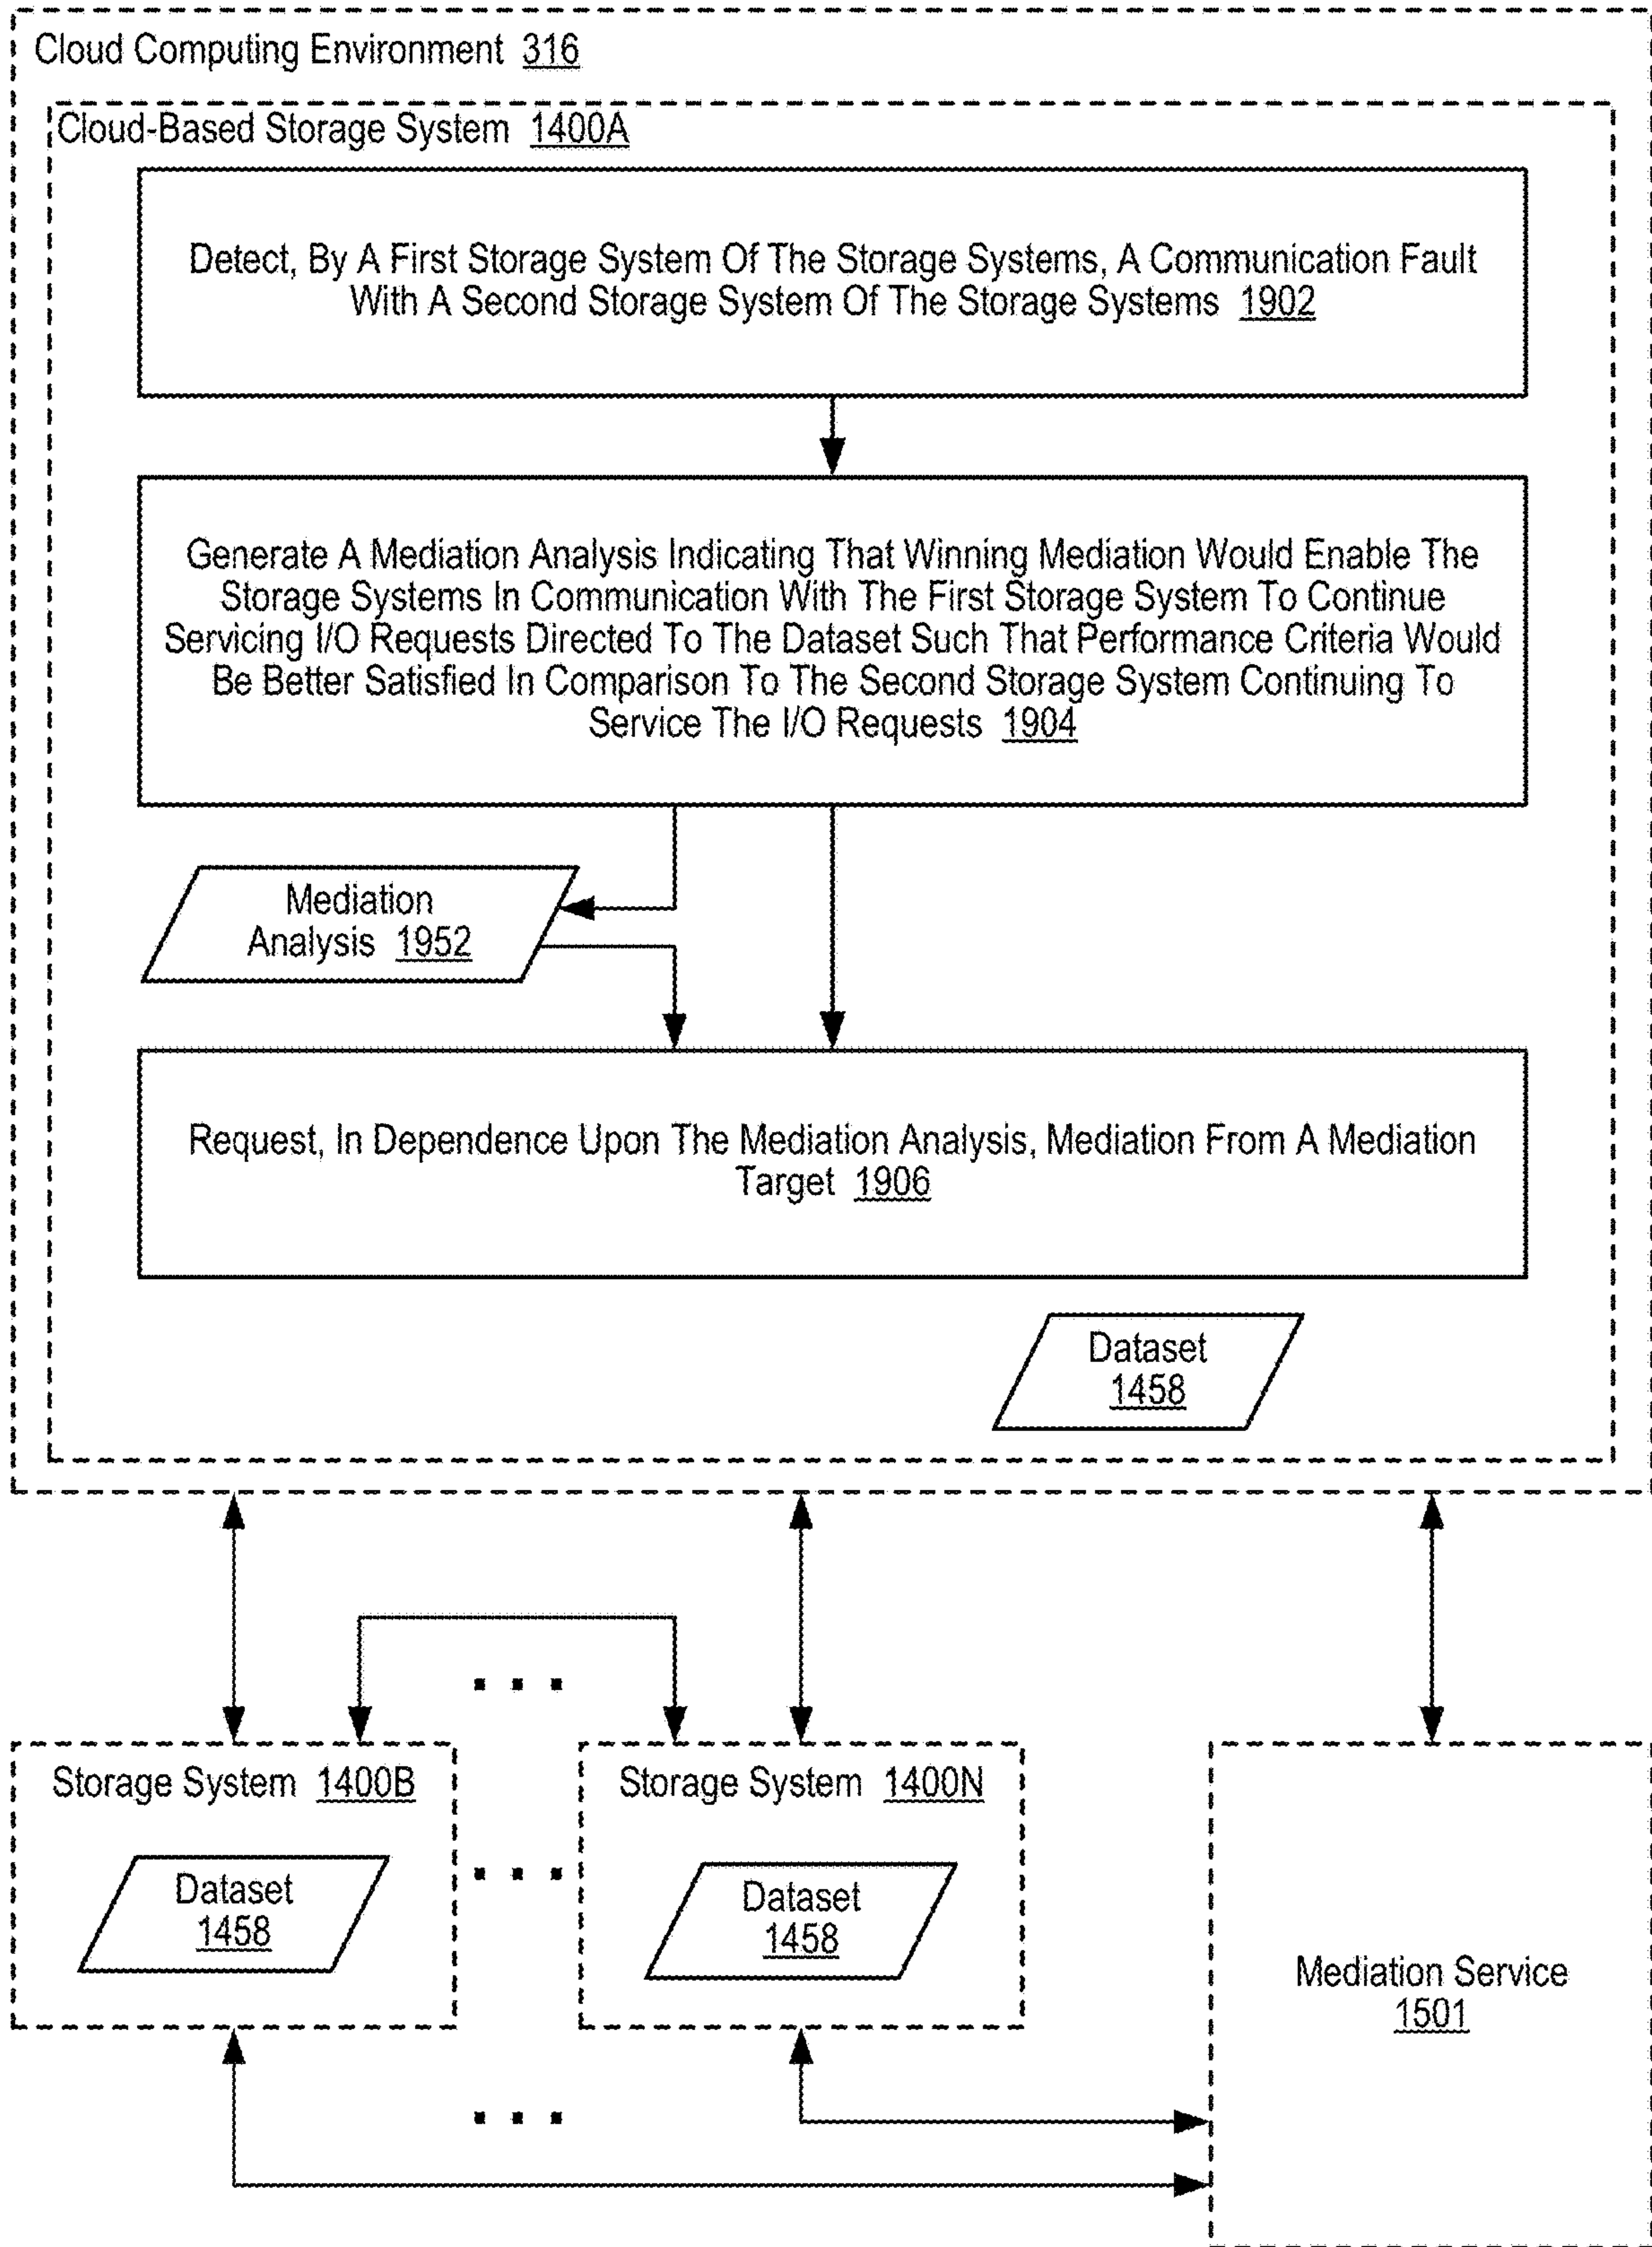 Cloud Computing Environment 316
Cloud-Based Storage System 1400A
Detect, By A First Storage System Of The Storage Systems, A Communication Fault
With A Second Storage System Of The Storage Systems 1902
Generate A Mediation Analysis Indicating That Winning Mediation Would Enable The
Storage Systems In Communication With The First Storage System To Continue
Servicing I/O Requests Directed To The Dataset Such That Performance Criteria Would
Be Better Satisfied In Comparison To The Second Storage System Continuing To
Service The I/O Requests 1904
Mediation
Analysis 1952
Request, In Dependence Upon The Mediation Analysis, Mediation From A Mediation
Target 1906
Dataset
1458
Storage System 1400B
Dataset
1458
Storage System 1400N
Dataset
1458
Mediation Service
1501